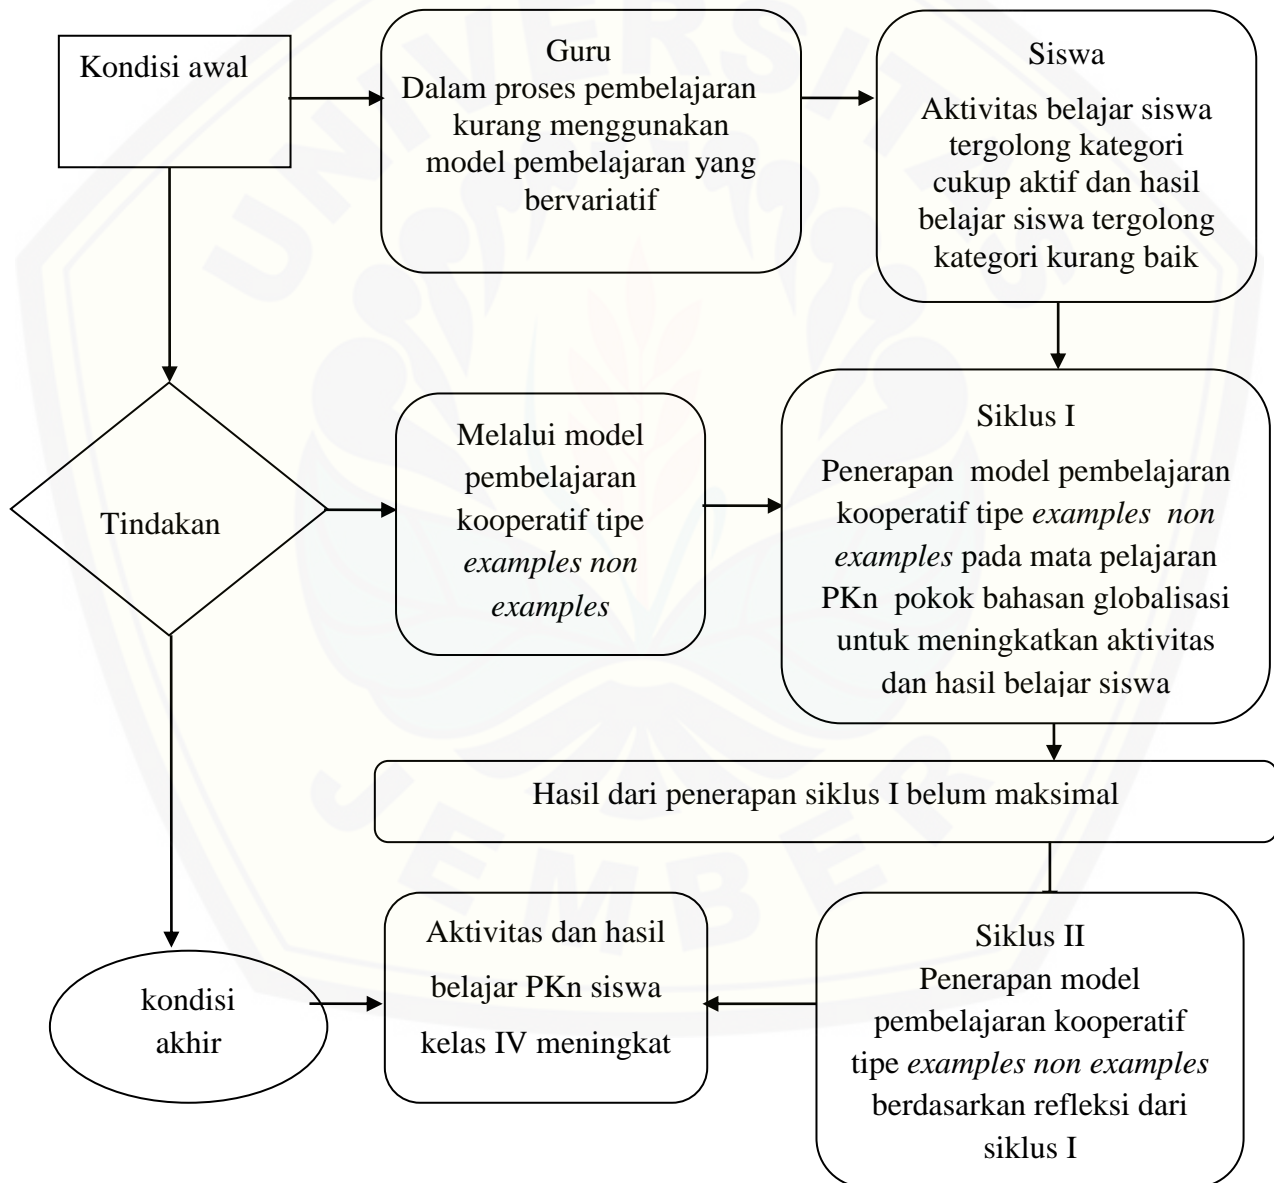 Kondisi awal
Guru
Dalam proses pembelajaran
kurang menggunakan
model pembelajaran yang
bervariatif
Siswa
Aktivitas belajar siswa
tergolong kategori
cukup aktif dan hasil
belajar siswa tergolong
kategori kurang baik
Tindakan
Melalui model
pembelajaran
kooperatif tipe
examples non
examples
Siklus I
Penerapan model pembelajaran
kooperatif tipe examples non
examples pada mata pelajaran
PKn pokok bahasan globalisasi
untuk meningkatkan aktivitas
dan hasil belajar siswa
Hasil dari penerapan siklus I belum maksimal
kondisi
akhir
Aktivitas dan hasil
belajar PKn siswa
kelas IV meningkat
Siklus II
Penerapan model
pembelajaran kooperatif
tipe examples non examples
berdasarkan refleksi dari
siklus I
UNIVERSITAS
JEMBER